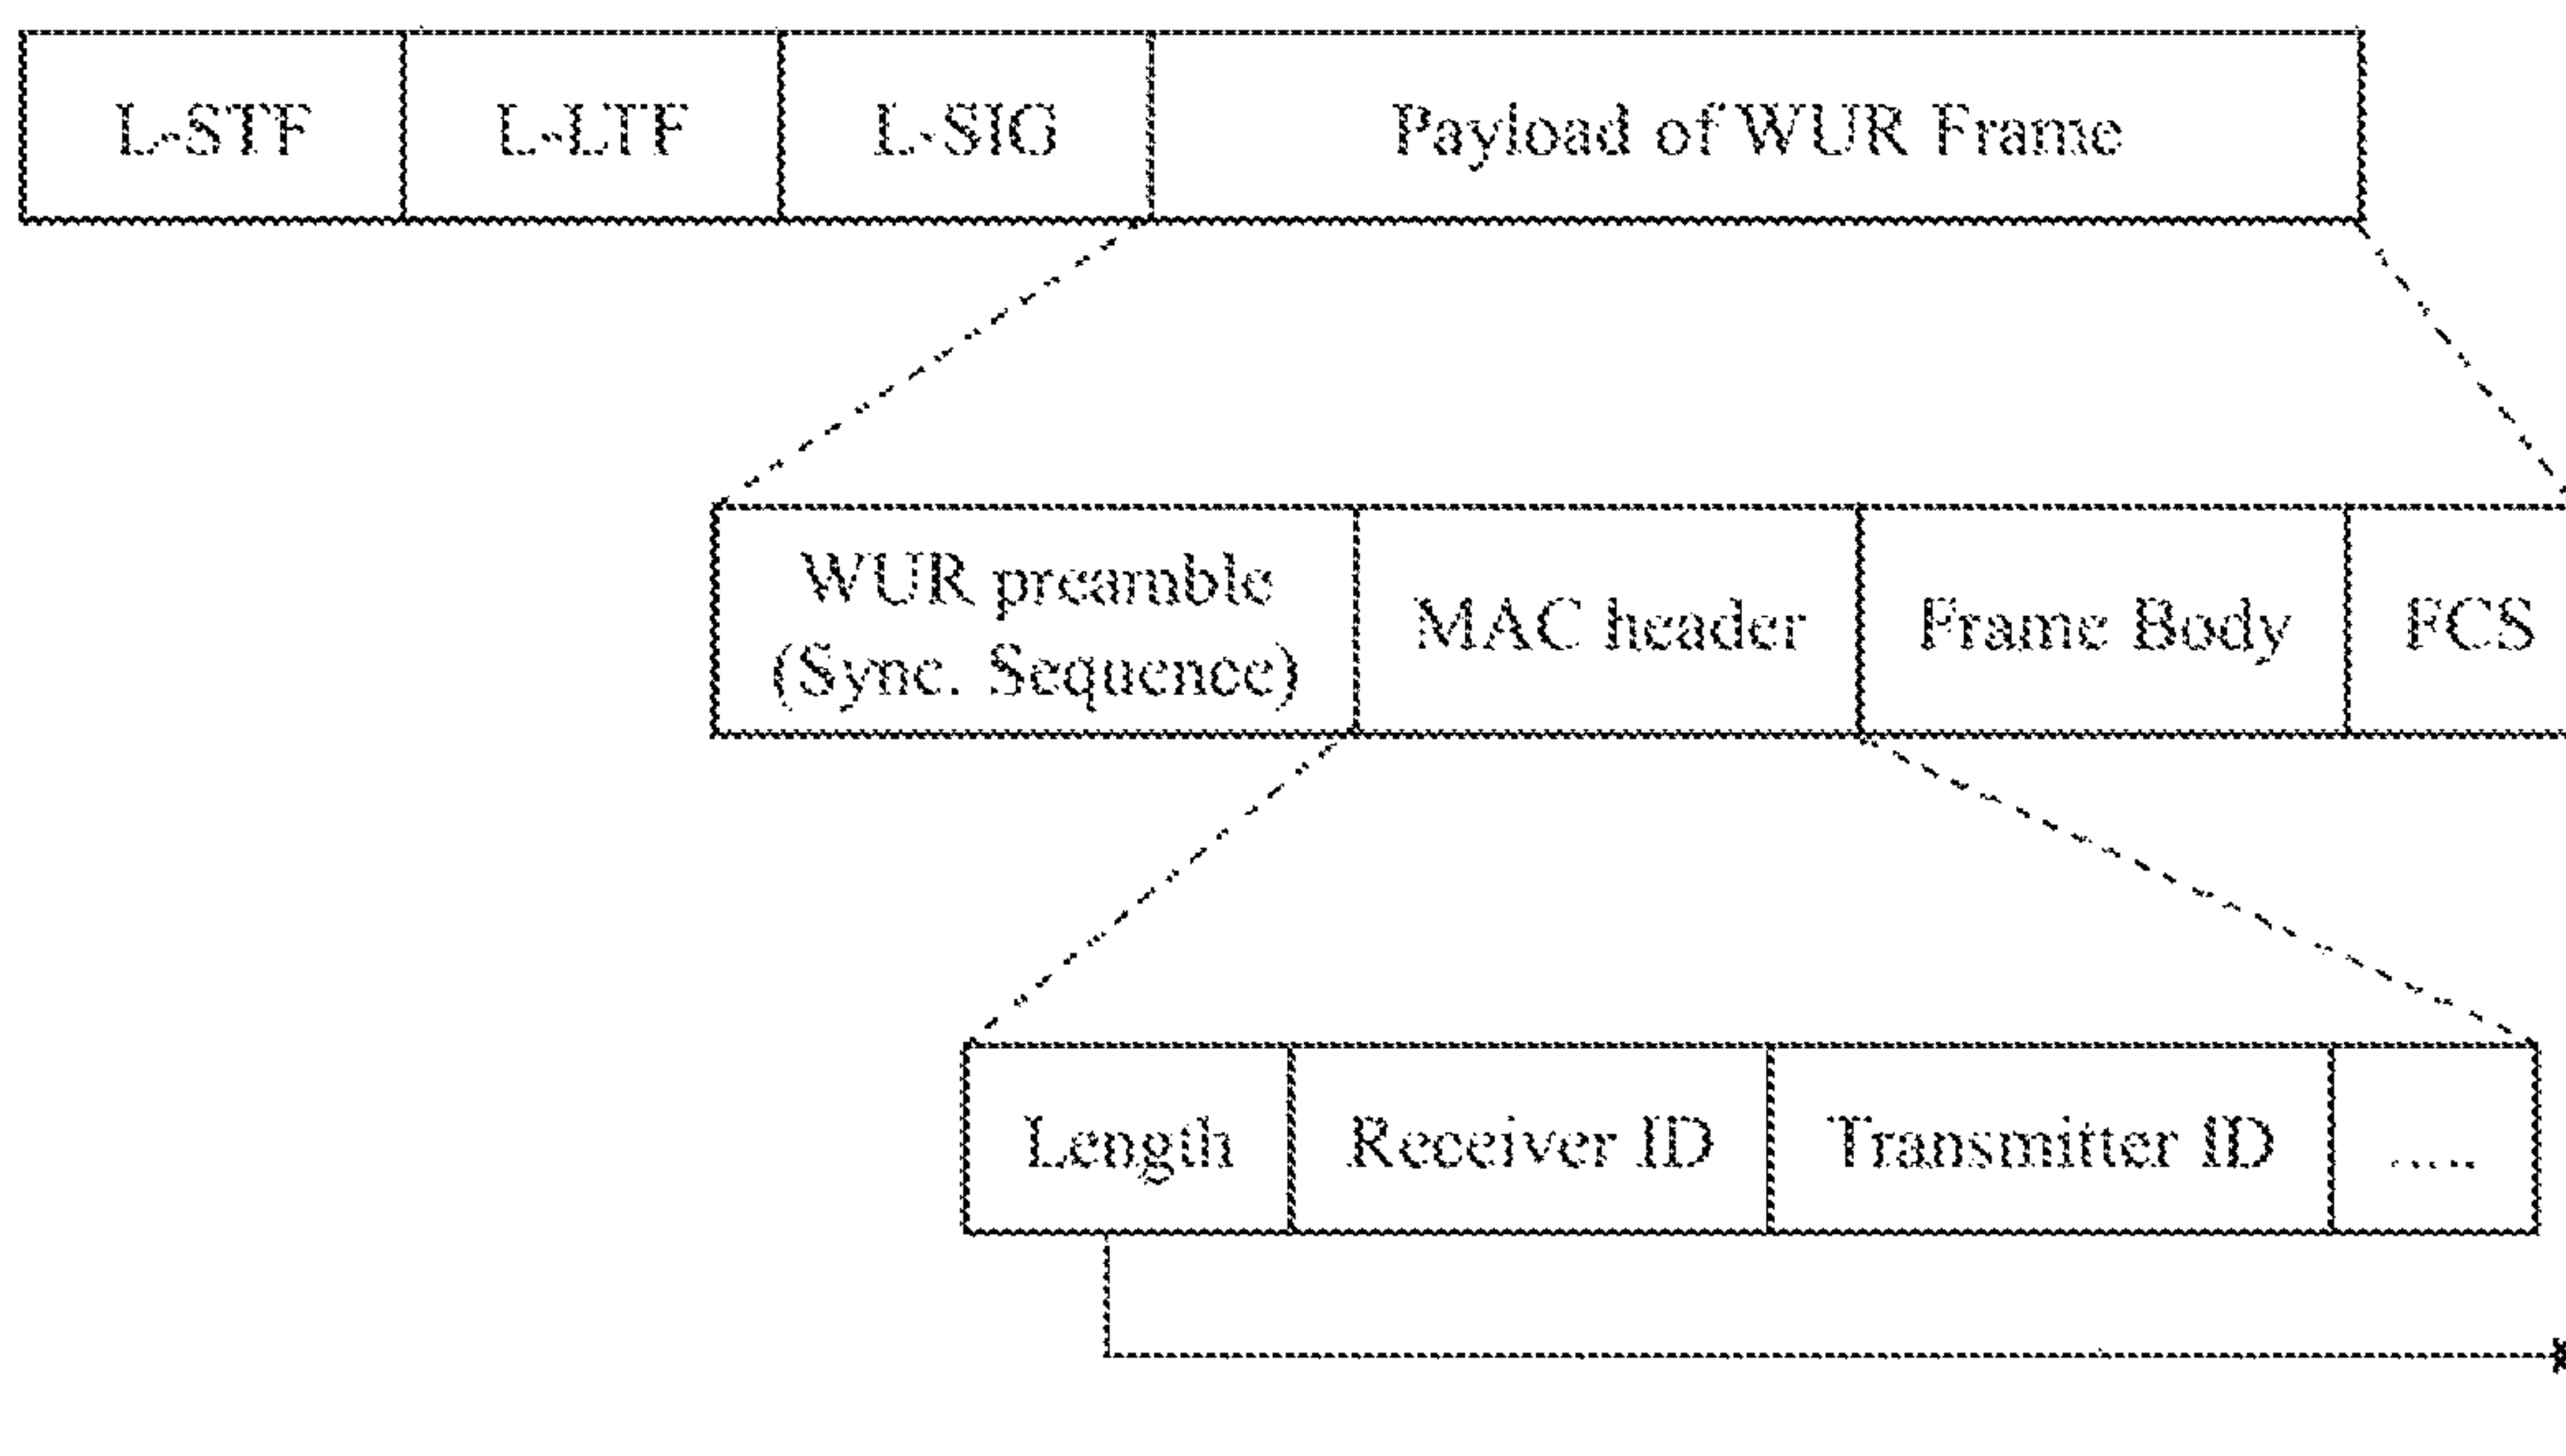 L-STF L-LTF L-SIG Payload of WUR Frame
WUR preamble
(Sync. Sequence) MAC header Frame Body FCS
Length Receiver ID Transmitter ID .....